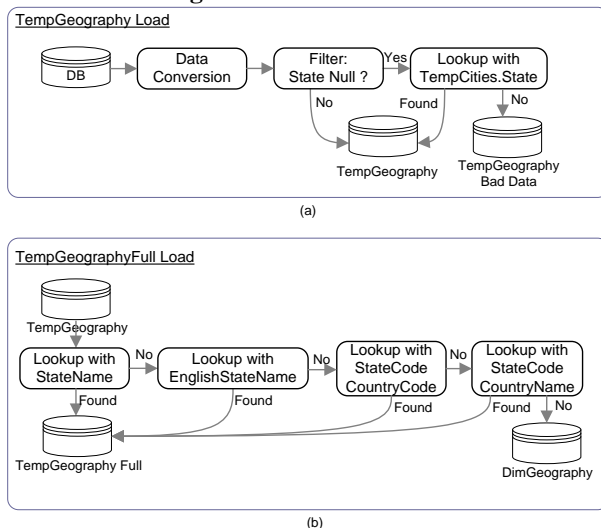 TempGeography Load
DB
Data
Conversion
Filter:
State Null ?
Yes
Lookup with
TempCities.State
No
Found
No
TempGeography
TempGeography
Bad Data
(a)
TempGeographyFull Load
TempGeography
Lookup with
StateName
No
Lookup with
EnglishStateName
No
Lookup with
StateCode
CountryCode
No
Lookup with
StateCode
CountryName
Found
Found
Found
Found
No
TempGeography Full
DimGeography
(b)